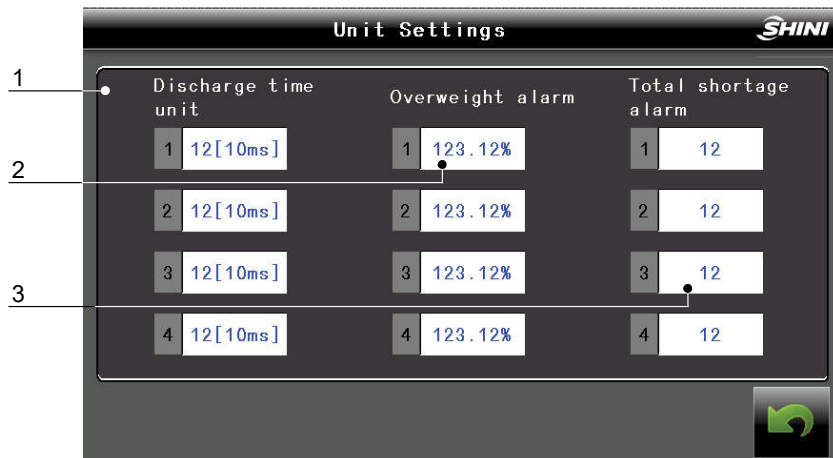 Unit Settings
SHINI
1
Discharge time
unit
Overweight alarm
Total shortage
alarm
1 12[10ms] 1 123.12% 1 12
2
2 12[10ms] 2 123.12% 2 12
3 12[10ms] 3 123.12% 3 12
3
4 12[10ms] 4 123.12% 4 12